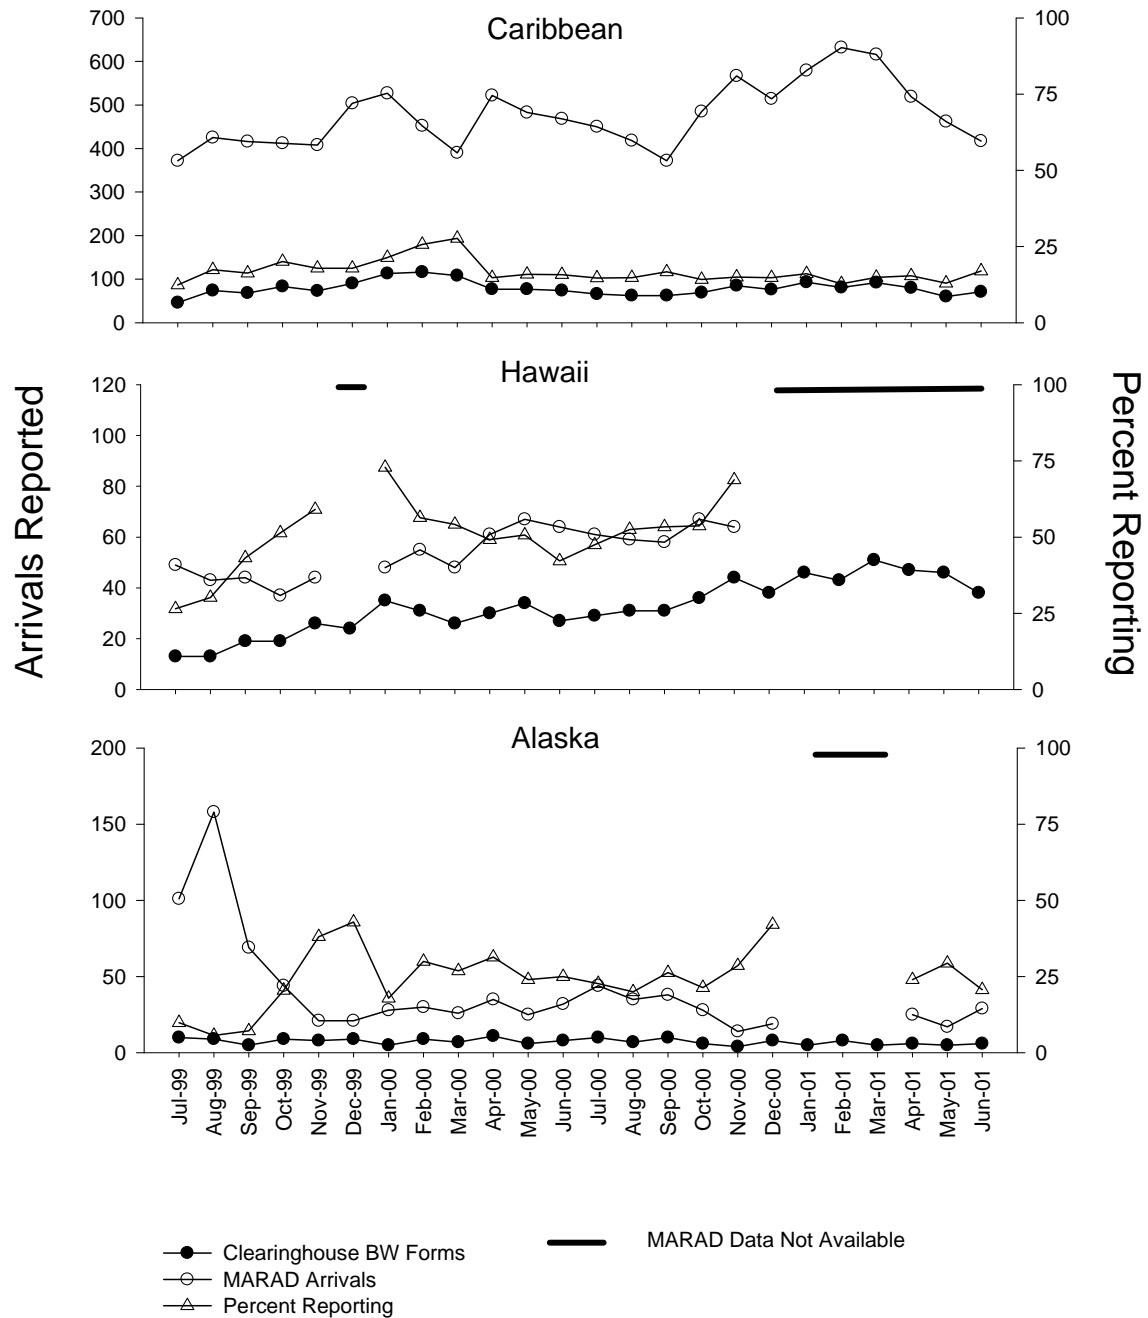 Caribbean
700
600
500
400
300
200
100
0
100
75
50
25
0
Hawaii
120
100
80
60
40
20
0
100
75
50
25
0
Arrivals Reported
Percent Reporting
Alaska
200
150
100
50
0
100
75
50
25
0
Jul-99
Aug-99
Sep-99
Oct-99
Nov-99
Dec-99
Jan-00
Feb-00
Mar-00
Apr-00
May-00
Jun-00
Jul-00
Aug-00
Sep-00
Oct-00
Nov-00
Dec-00
Jan-01
Feb-01
Mar-01
Apr-01
May-01
Jun-01
Clearinghouse BW Forms
MARAD Arrivals
Percent Reporting
MARAD Data Not Available